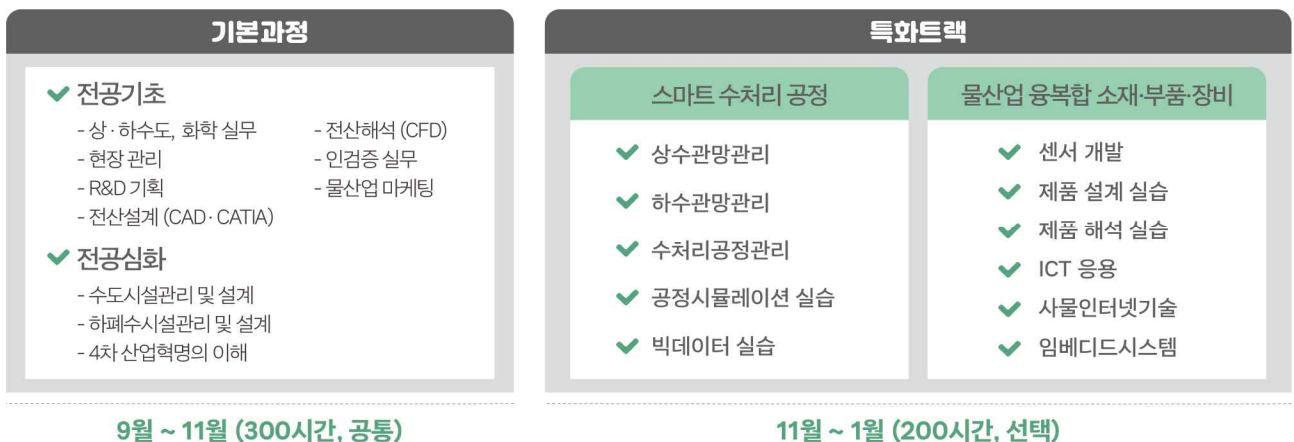 기본과정
전공기초
- 상·하수도, 화학 실무
- 현장 관리
- R&D 기획
- 전산설계 (CAD·CATIA)
- 전산해석 (CFD)
- 인검증 실무
- 물산업 마케팅
전공심화
- 수도시설관리 및 설계
- 하폐수시설관리 및 설계
- 4차 산업혁명의 이해
9월 ~ 11월 (300시간, 공통)
특화트랙
스마트 수처리 공정
상수관망관리
하수관망관리
수처리공정관리
공정시뮬레이션 실습
빅데이터 실습
물산업 융복합 소재·부품·장비
센서 개발
제품 설계 실습
제품 해석 실습
ICT 응용
사물인터넷기술
임베디드시스템
11월 ~ 1월 (200시간, 선택)